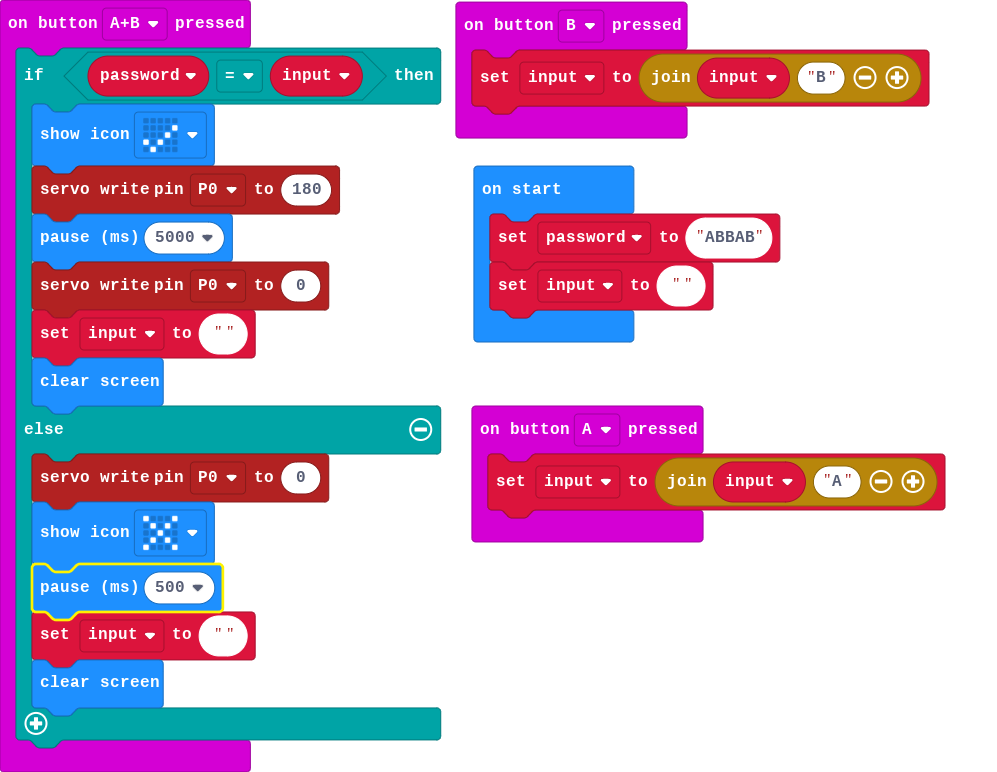 on button A+B pressed
if password = input then
show icon
servo write pin P0 to 180
pause (ms) 5000
servo write pin P0 to 0
set input to " "
clear screen
else
servo write pin P0 to 0
show icon
pause (ms) 500
set input to " "
clear screen
on button B pressed
set input to join input "B"
on start
set password to "ABBAB"
set input to " "
on button A pressed
set input to join input "A"